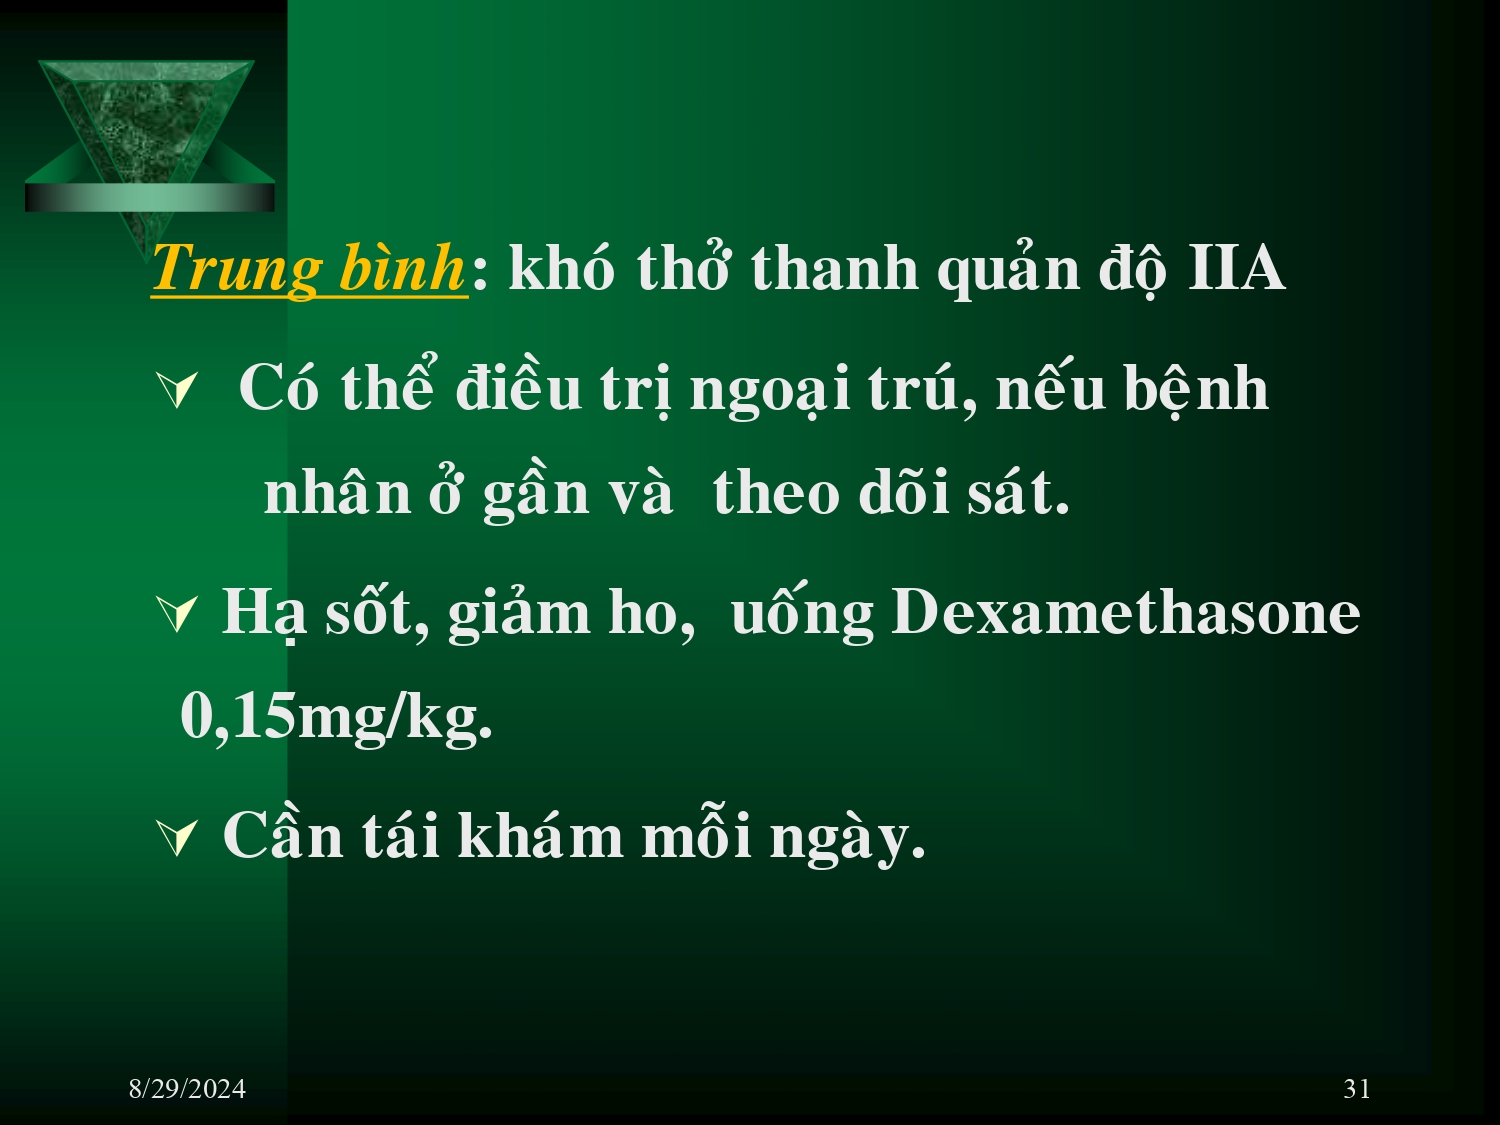 Trung bình: khó thở thanh quản độ IIA
Có thể điều trị ngoại trú, nếu bệnh
nhân ở gần và theo dõi sát.
Hạ sốt, giảm ho, uống Dexamethasone
0,15mg/kg.
Cần tái khám mỗi ngày.
8/29/2024
31